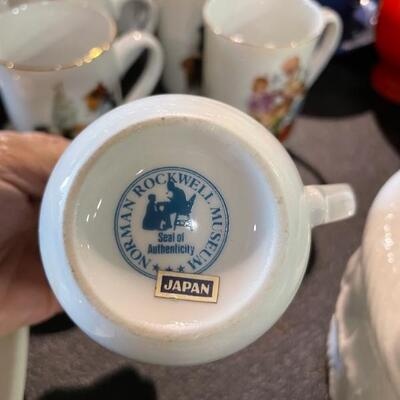 NORMAN ROCKWELL MUSEUM
Seal of
Authenticity
JAPAN